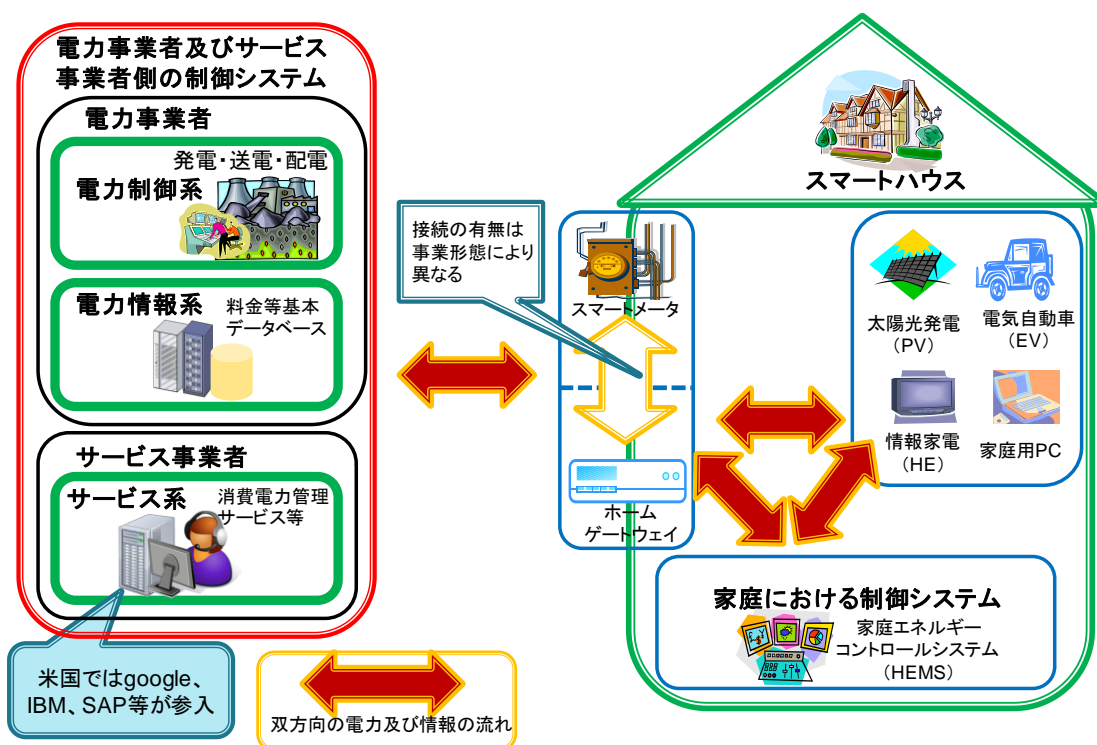 電力事業者及びサービス
事業者側の制御システム
電力事業者
発電・送電・配電
電力制御系
電力情報系
料金等基本
データベース
サービス事業者
サービス系
消費電力管理
サービス等
米国ではgoogle、
IBM、SAP等が参入
双方向の電力及び情報の流れ
接続の有無は
事業形態により
異なる
スマートハウス
スマートメータ
ホーム
ゲートウェイ
太陽光発電
（PV）
電気自動車
（EV）
情報家電
（HE）
家庭用PC
家庭における制御システム
家庭エネルギー
コントロールシステム
（HEMS）